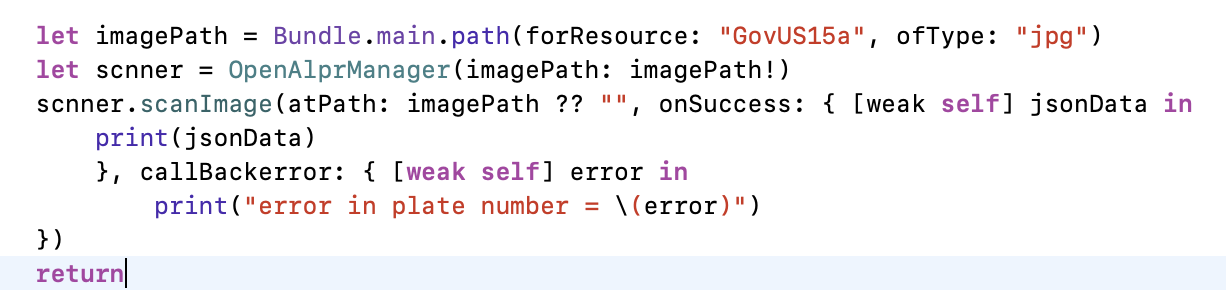 let imagePath = Bundle.main.path(forResource: "GovUS15a", ofType: "jpg")
let scnner = OpenAlprManager(imagePath: imagePath!)
scnner.scanImage(atPath: imagePath ?? "", onSuccess: { [weak self] jsonData in
    print(jsonData)
    }, callBackerror: { [weak self] error in
        print("error in plate number = \(error)")
})
return